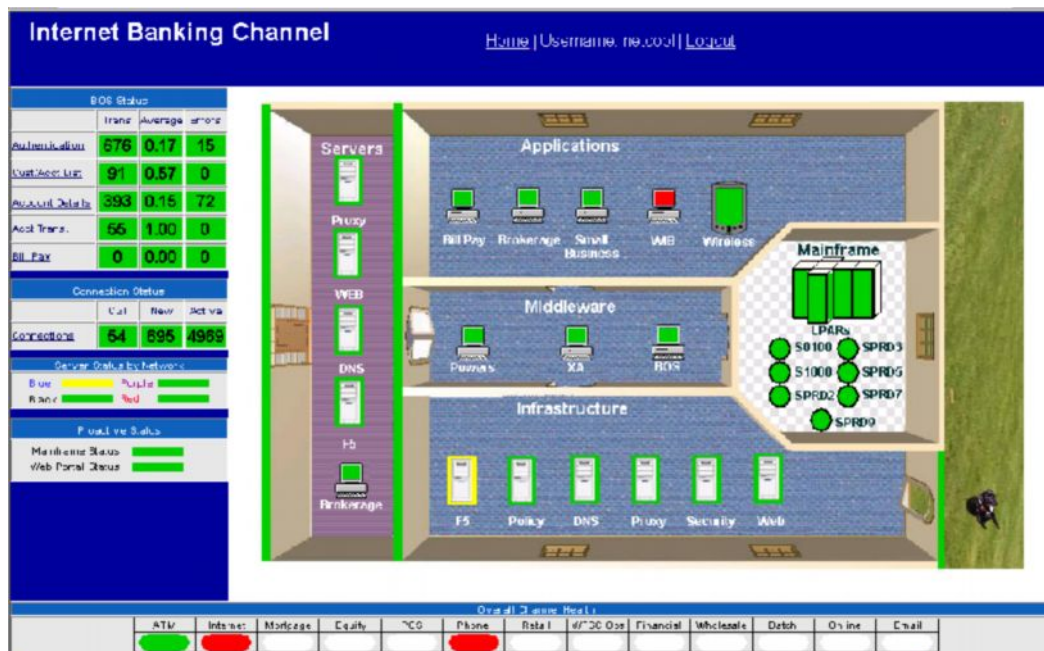 Internet Banking Channel
Home | Username: netcool | Logout
BOS Status
Trans Average Errors
Authentication 676 0.17 15
Cust/Acct List 91 0.57 0
Account Details 393 0.15 72
Acct Trans. 55 1.00 0
Bill Pay 0 0.00 0
Connection Status
New Active
Connections 54 695 4969
Server Status by Network
Blue Purple
Black Red
Proactive Status
Mainframe Status
Web Portal Status
Servers
Proxy
WEB
DNS
F5
Brokerage
Applications
Bill Pay Brokerage Small Business WIB Wireless
Middleware
XA BOS
Mainframe
LPARs
S0100 SPRD3
S1000 SPRD5
SPRD2 SPRD7
SPRD9
Infrastructure
F5 Policy DNS Proxy Security Web
Overall Channel Health
ATM Internet Mortgage Equity Phone Retail Financial Wholesale Batch Online Email